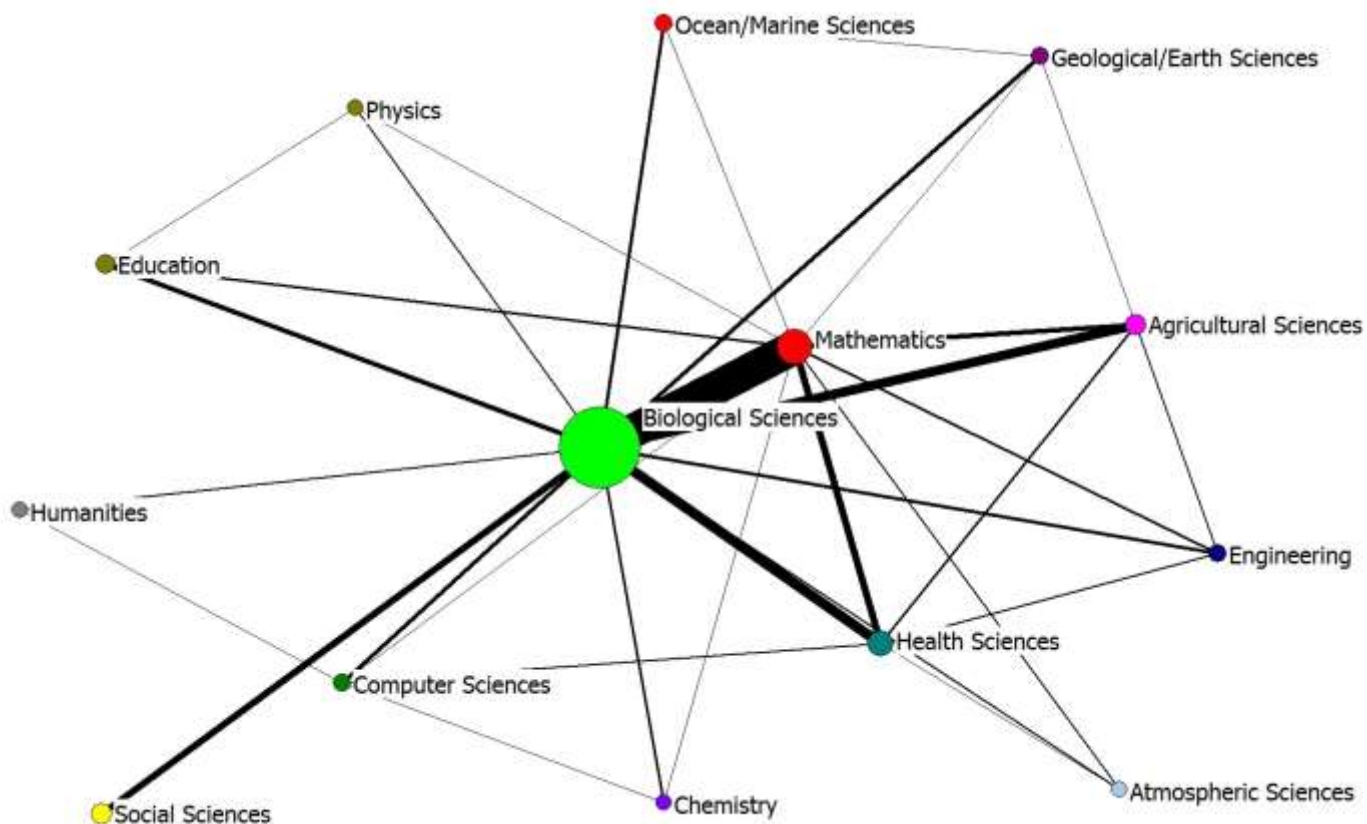 Ocean/Marine Sciences
Geological/Earth Sciences
Physics
Education
Agricultural Sciences
Mathematics
Biological Sciences
Humanities
Engineering
Health Sciences
Computer Sciences
Atmospheric Sciences
Chemistry
Social Sciences